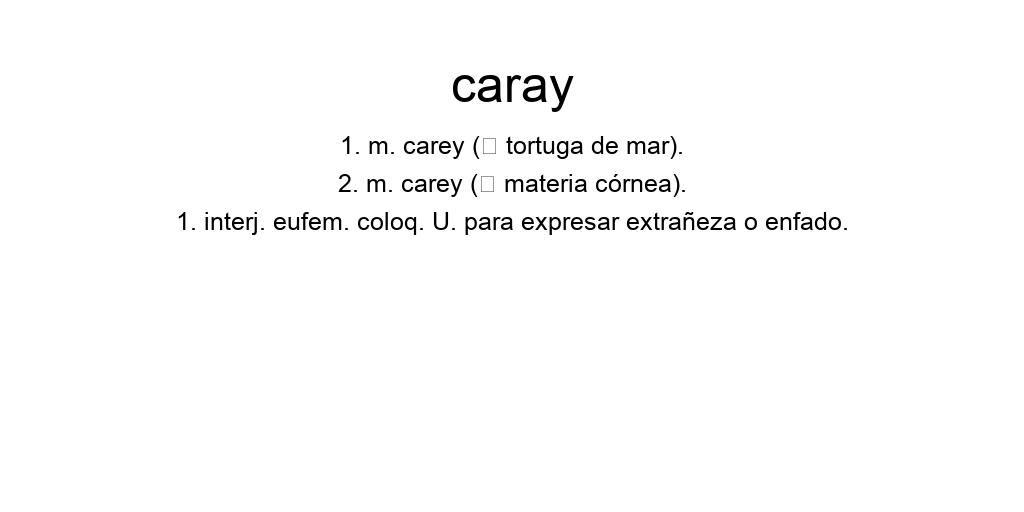 caray
1. m. carey (□ tortuga de mar).
2. m. carey (□ materia córnea).
1. interj. eufem. coloq. U. para expresar extrañeza o enfado.